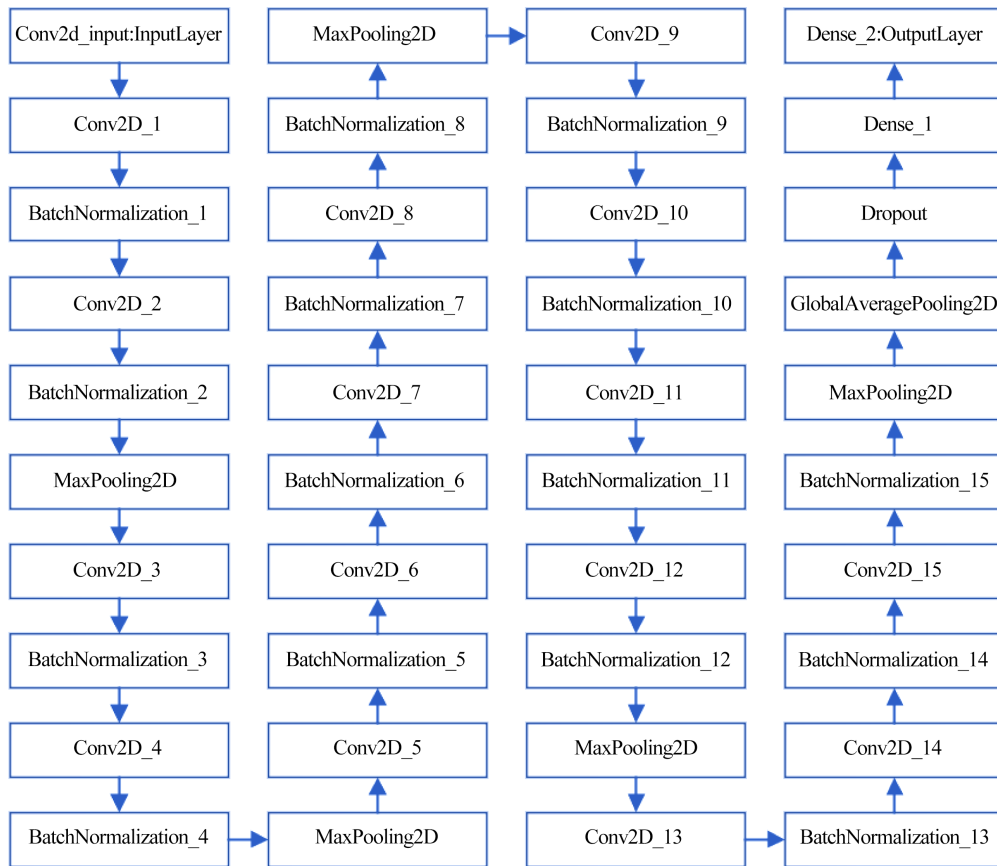 Conv2d_input:InputLayer
Conv2D_1
BatchNormalization_1
Conv2D_2
BatchNormalization_2
MaxPooling2D
Conv2D_3
BatchNormalization_3
Conv2D_4
BatchNormalization_4
MaxPooling2D
Conv2D_5
BatchNormalization_5
Conv2D_6
BatchNormalization_6
Conv2D_7
BatchNormalization_7
Conv2D_8
BatchNormalization_8
MaxPooling2D
Conv2D_9
BatchNormalization_9
Conv2D_10
BatchNormalization_10
Conv2D_11
BatchNormalization_11
Conv2D_12
BatchNormalization_12
MaxPooling2D
Conv2D_13
BatchNormalization_13
Conv2D_14
BatchNormalization_14
Conv2D_15
BatchNormalization_15
MaxPooling2D
GlobalAveragePooling2D
Dropout
Dense_1
Dense_2:OutputLayer